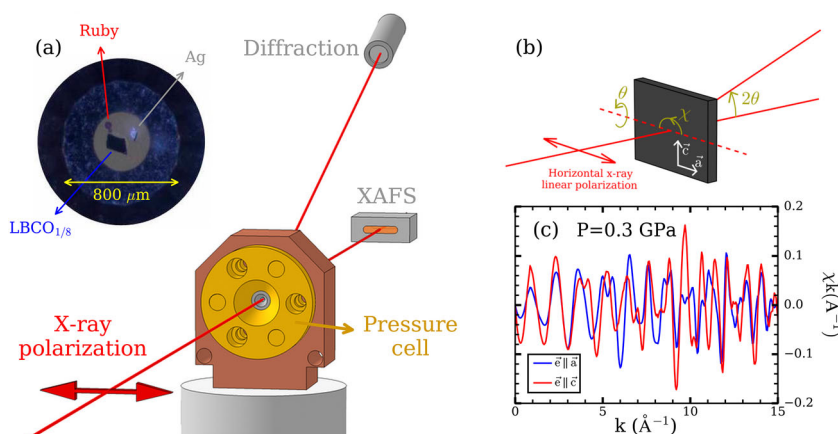 (a)
Ruby
Ag
800 μm
LBCO1/8
Diffraction
XAFS
X-ray
polarization
Pressure
cell
(b)
θ
χ
2θ
c⃗
a⃗
Horizontal x-ray
linear polarization
(c) P=0.3 GPa
e⃗ ∥ a⃗
e⃗ ∥ c⃗
0.2
0.1
0.0
−0.1
−0.2
χk(Å⁻¹)
0 5 10 15
k (Å⁻¹)